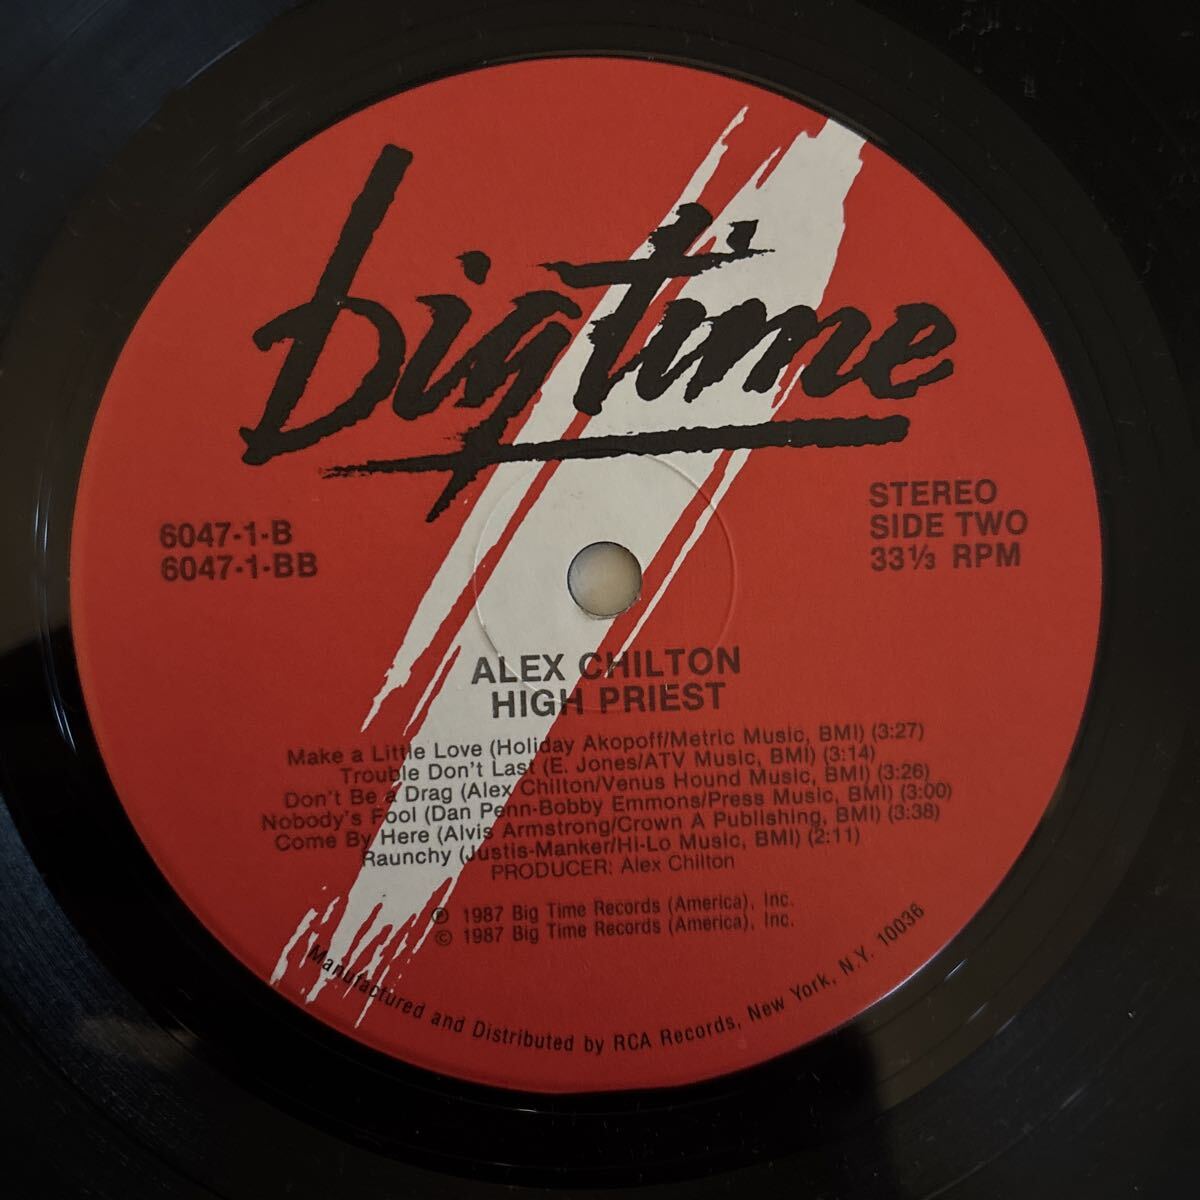 big time
6047-1-B
6047-1-BB
STEREO
SIDE TWO
33 1/3 RPM
ALEX CHILTON
HIGH PRIEST
Make a Little Love (Holiday Akopoff/Metric Music, BMI) (3:27)
Trouble Don't Last (E. Jones/ATV Music, BMI) (3:14)
Don't Be a Drag (Alex Chilton/Venus Hound Music, BMI) (3:26)
Nobody's Fool (Dan Penn-Bobby Emmons/Press Music, BMI) (3:00)
Come By Here (Alvis Armstrong/Crown A Publishing, BMI) (3:38)
Raunchy (Justis-Manker/Hi-Lo Music, BMI) (2:11)
PRODUCER: Alex Chilton
℗ 1987 Big Time Records (America), Inc.
© 1987 Big Time Records (America), Inc.
Manufactured and Distributed by RCA Records, New York, N.Y. 10036